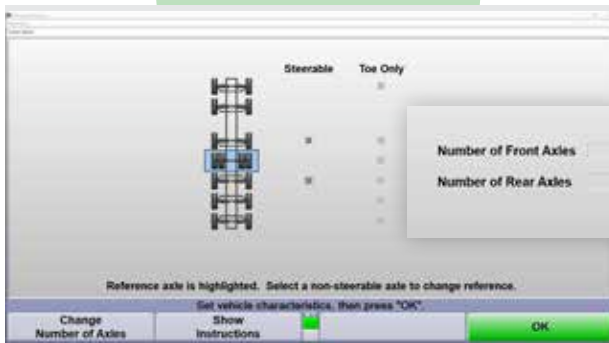 Steerable Toe Only
Number of Front Axles
Number of Rear Axles
Reference axle is highlighted. Select a non-steerable axle to change reference.
Set vehicle characteristics, then press "OK".
Change
Number of Axles
Show
Instructions
OK